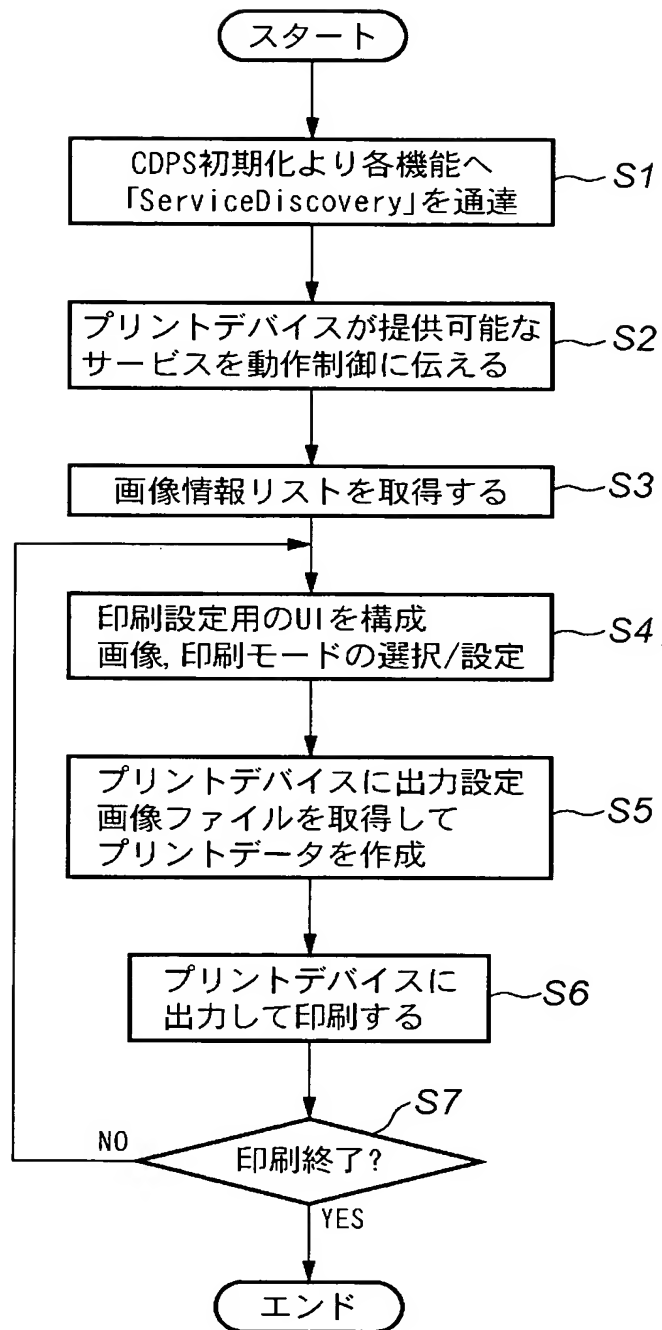 スタート
CDPS初期化より各機能へ
「ServiceDiscovery」を通達
S1
プリントデバイスが提供可能な
サービスを動作制御に伝える
S2
画像情報リストを取得する
S3
印刷設定用のUIを構成
画像,印刷モードの選択/設定
S4
プリントデバイスに出力設定
画像ファイルを取得して
プリントデータを作成
S5
プリントデバイスに
出力して印刷する
S6
S7
NO
印刷終了?
YES
エンド